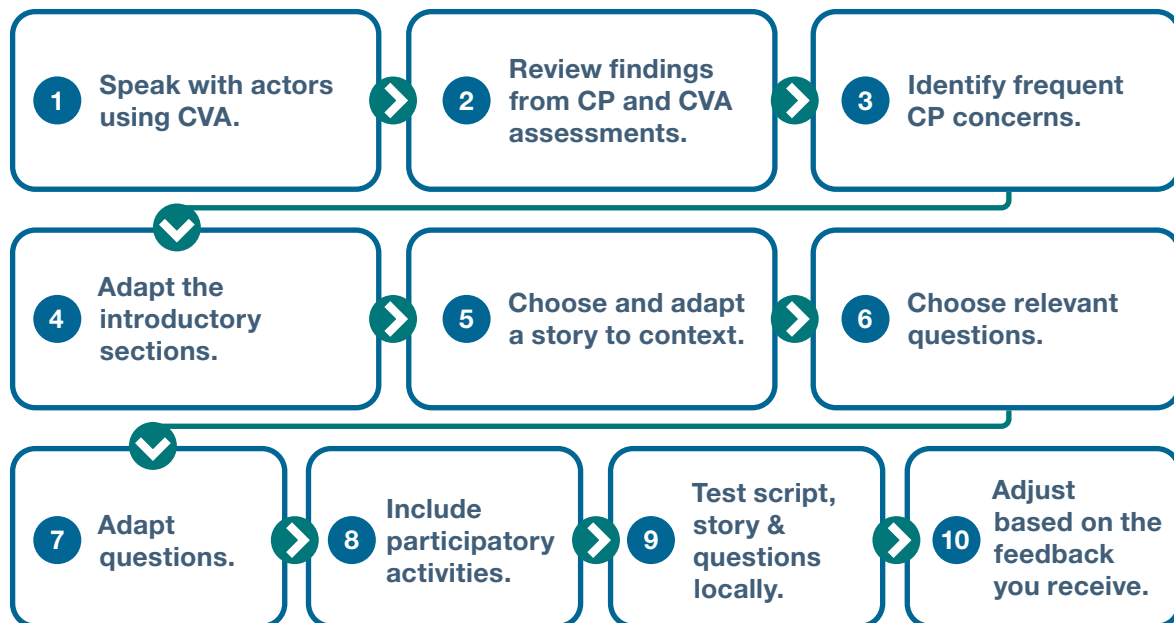 1
Speak with actors
using CVA.
2
Review findings
from CP and CVA
assessments.
3
Identify frequent
CP concerns.
4
Adapt the
introductory
sections.
5
Choose and adapt
a story to context.
6
Choose relevant
questions.
7
Adapt
questions.
8
Include
participatory
activities.
9
Test script,
story &
questions
locally.
10
Adjust
based on the
feedback
you receive.